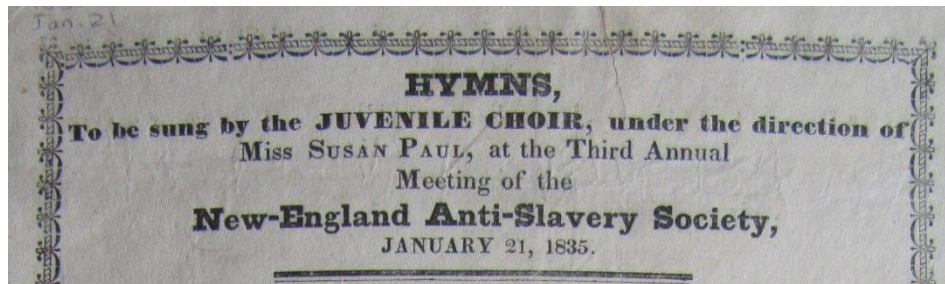 Jan. 21
HYMNS,
To be sung by the JUVENILE CHOIR, under the direction of
Miss SUSAN PAUL, at the Third Annual
Meeting of the
New-England Anti-Slavery Society,
JANUARY 21, 1835.